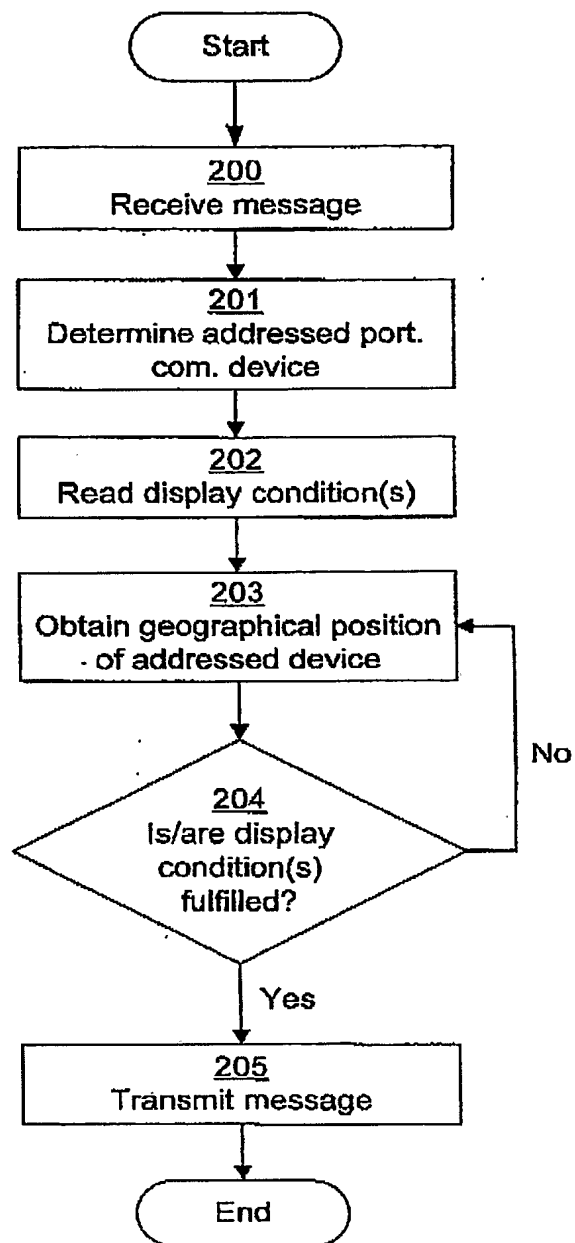 Start
200
Receive message
201
Determine addressed port.
com. device
202
Read display condition(s)
203
Obtain geographical position
of addressed device
No
204
Is/are display
condition(s)
fulfilled?
Yes
205
Transmit message
End